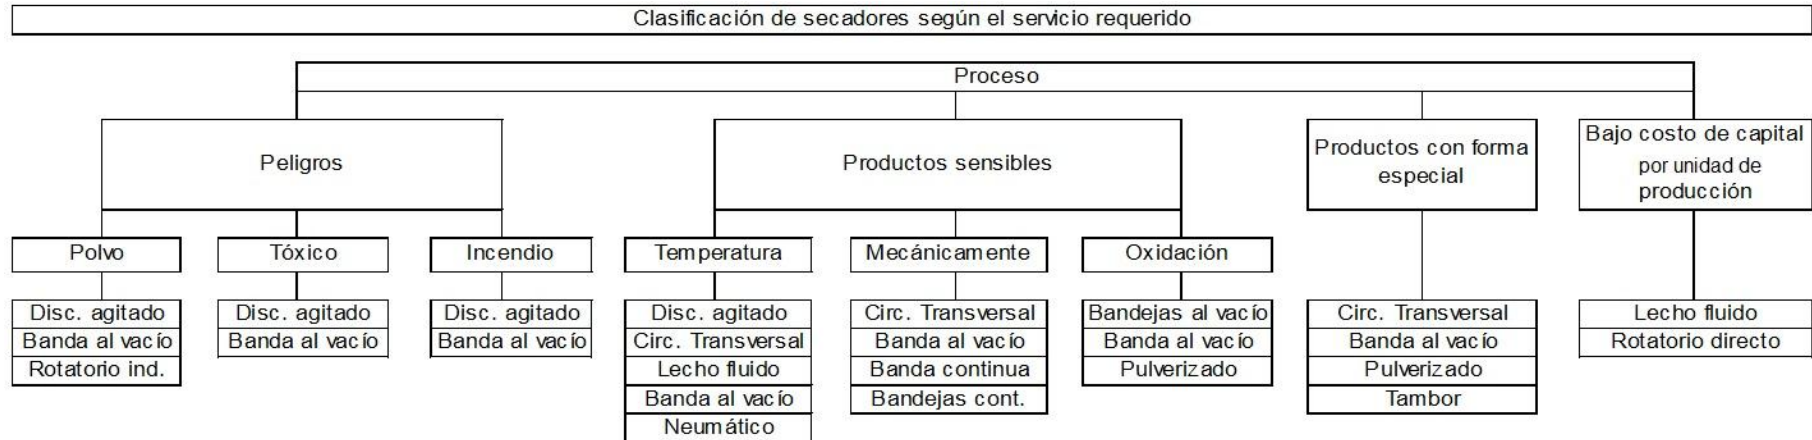 Clasificación de secadores según el servicio requerido
Proceso
Peligros
Productos sensibles
Productos con forma
especial
Bajo costo de capital
por unidad de
producción
Polvo
Tóxico
Incendio
Temperatura
Mecánicamente
Oxidación
Disc. agitado
Banda al vacío
Rotatorio ind.
Disc. agitado
Banda al vacío
Disc. agitado
Banda al vacío
Disc. agitado
Circ. Transversal
Lecho fluido
Banda al vacío
Neumático
Circ. Transversal
Banda al vacío
Banda continua
Bandejas cont.
Bandejas al vacío
Banda al vacío
Pulverizado
Circ. Transversal
Banda al vacío
Pulverizado
Tambor
Lecho fluido
Rotatorio directo